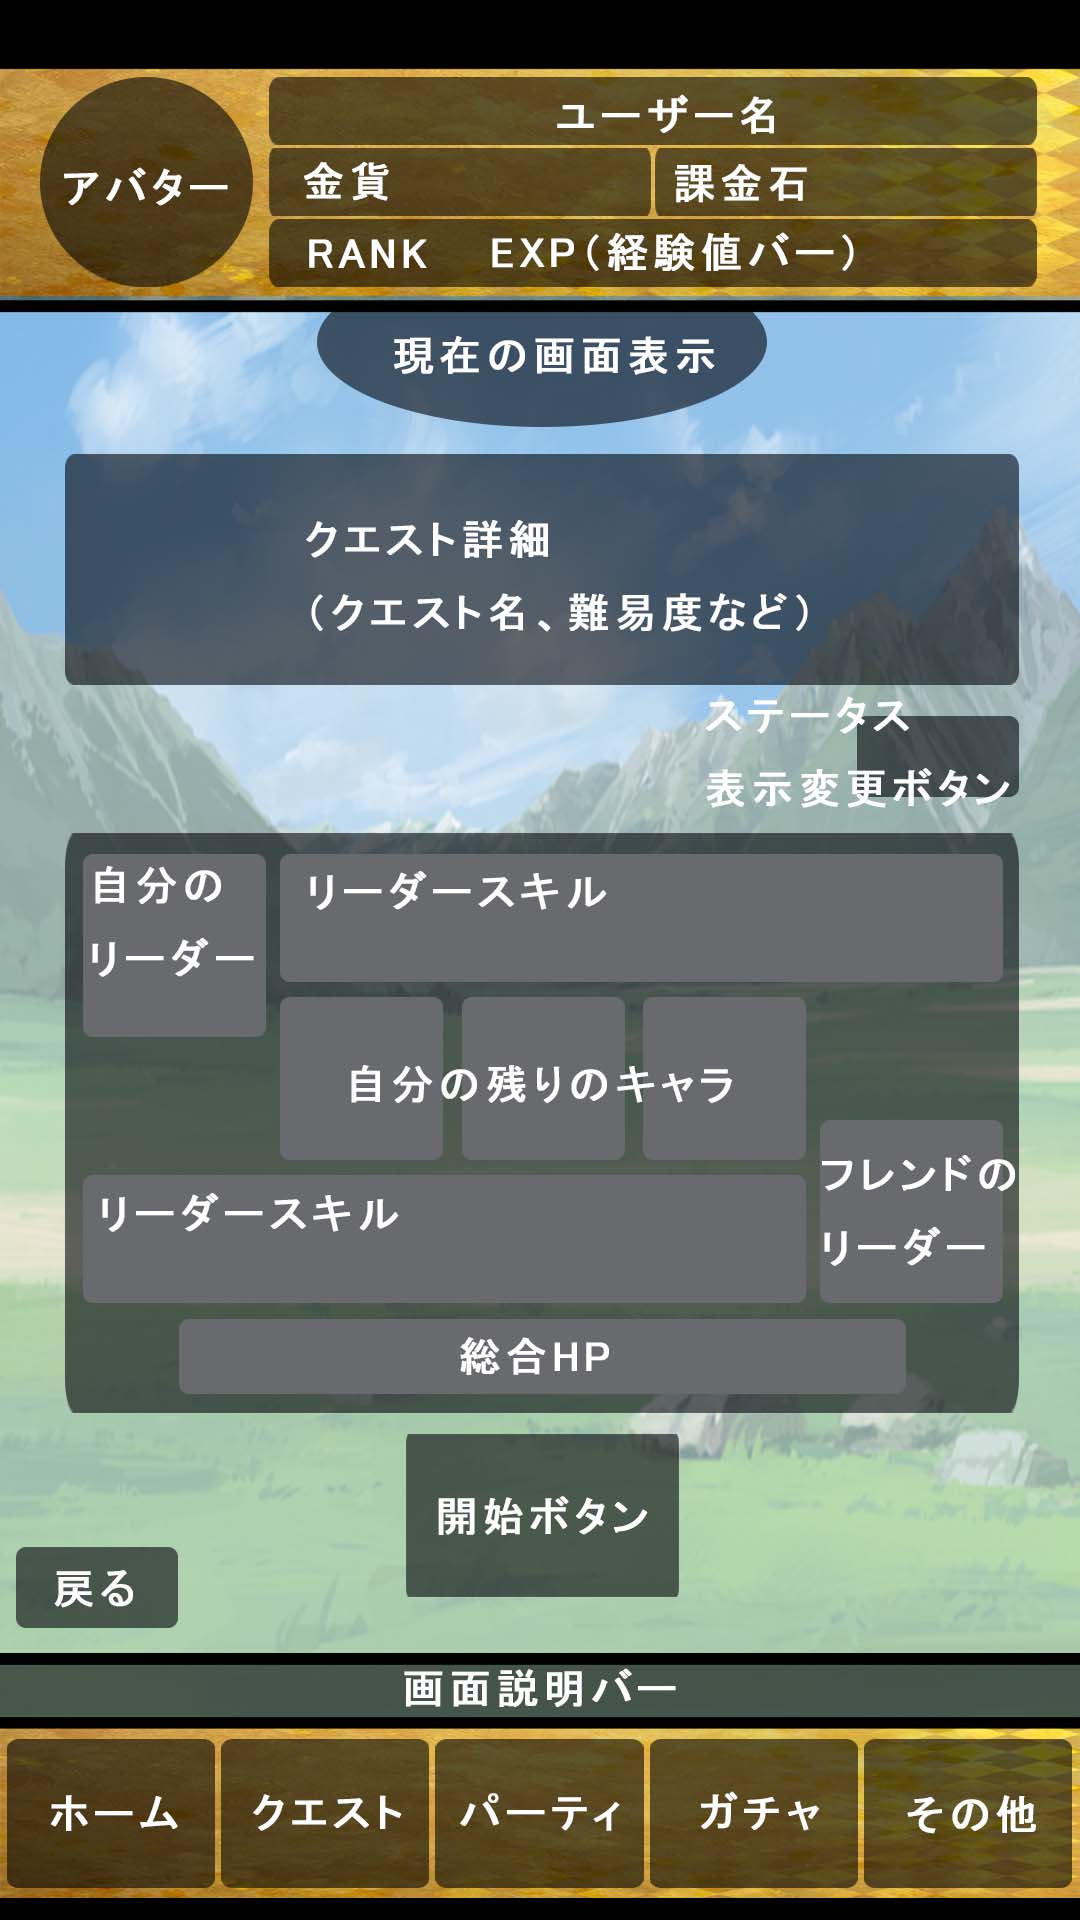 ユーザー名
アバター
金貨
課金石
RANK EXP(経験値バー)
現在の画面表示
クエスト詳細
(クエスト名、難易度など)
ステータス
表示変更ボタン
自分の
リーダー
リーダースキル
自分の残りのキャラ
フレンドの
リーダー
リーダースキル
総合HP
開始ボタン
戻る
画面説明バー
ホーム
クエスト
パーティ
ガチャ
その他